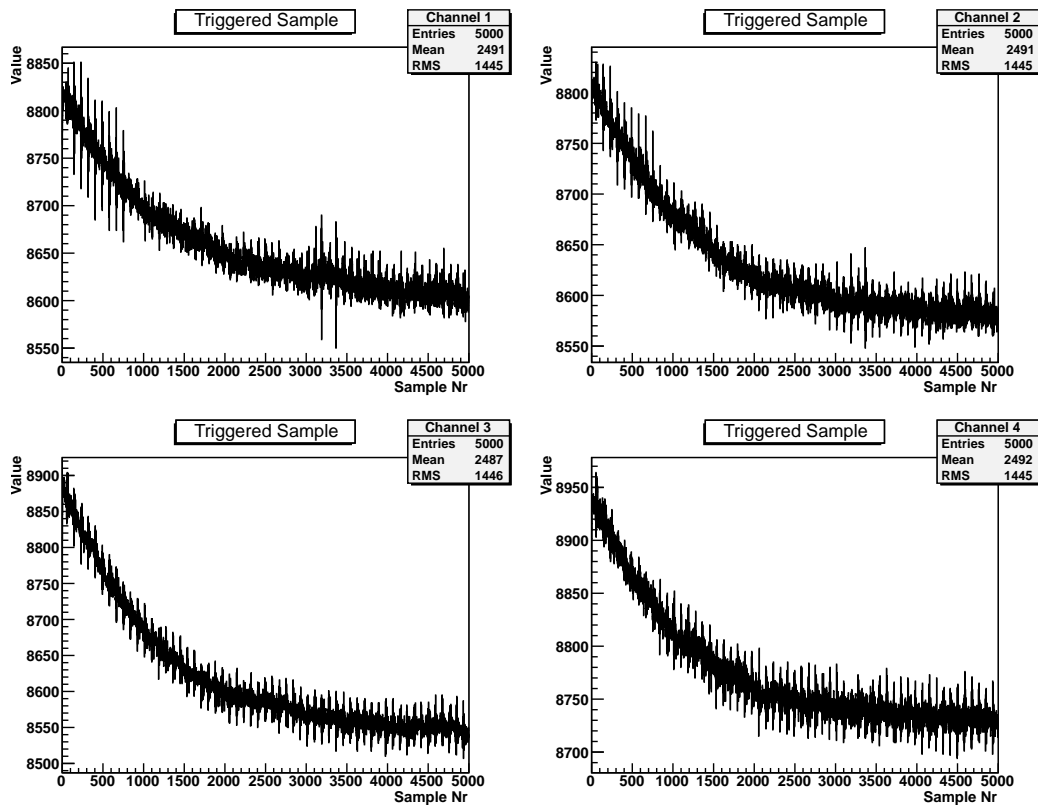 Triggered Sample
Channel 1
Entries 5000
Mean 2491
RMS 1445
Value
8850
8800
8750
8700
8650
8600
8550
0 500 1000 1500 2000 2500 3000 3500 4000 4500 5000
Sample Nr
Triggered Sample
Channel 2
Entries 5000
Mean 2491
RMS 1445
Value
8800
8750
8700
8650
8600
8550
0 500 1000 1500 2000 2500 3000 3500 4000 4500 5000
Sample Nr
Triggered Sample
Channel 3
Entries 5000
Mean 2487
RMS 1446
Value
8900
8850
8800
8750
8700
8650
8600
8550
8500
0 500 1000 1500 2000 2500 3000 3500 4000 4500 5000
Sample Nr
Triggered Sample
Channel 4
Entries 5000
Mean 2492
RMS 1445
Value
8950
8900
8850
8800
8750
8700
0 500 1000 1500 2000 2500 3000 3500 4000 4500 5000
Sample Nr